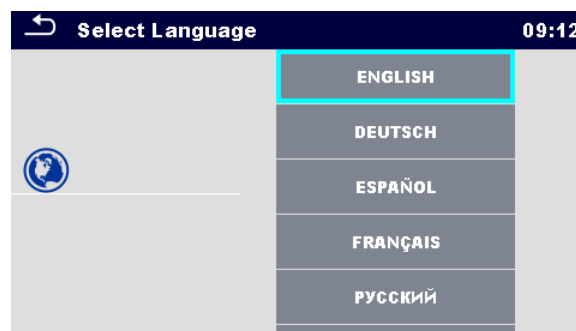 Select Language
09:12
ENGLISH
DEUTSCH
ESPAÑOL
FRANÇAIS
РУССКИЙ